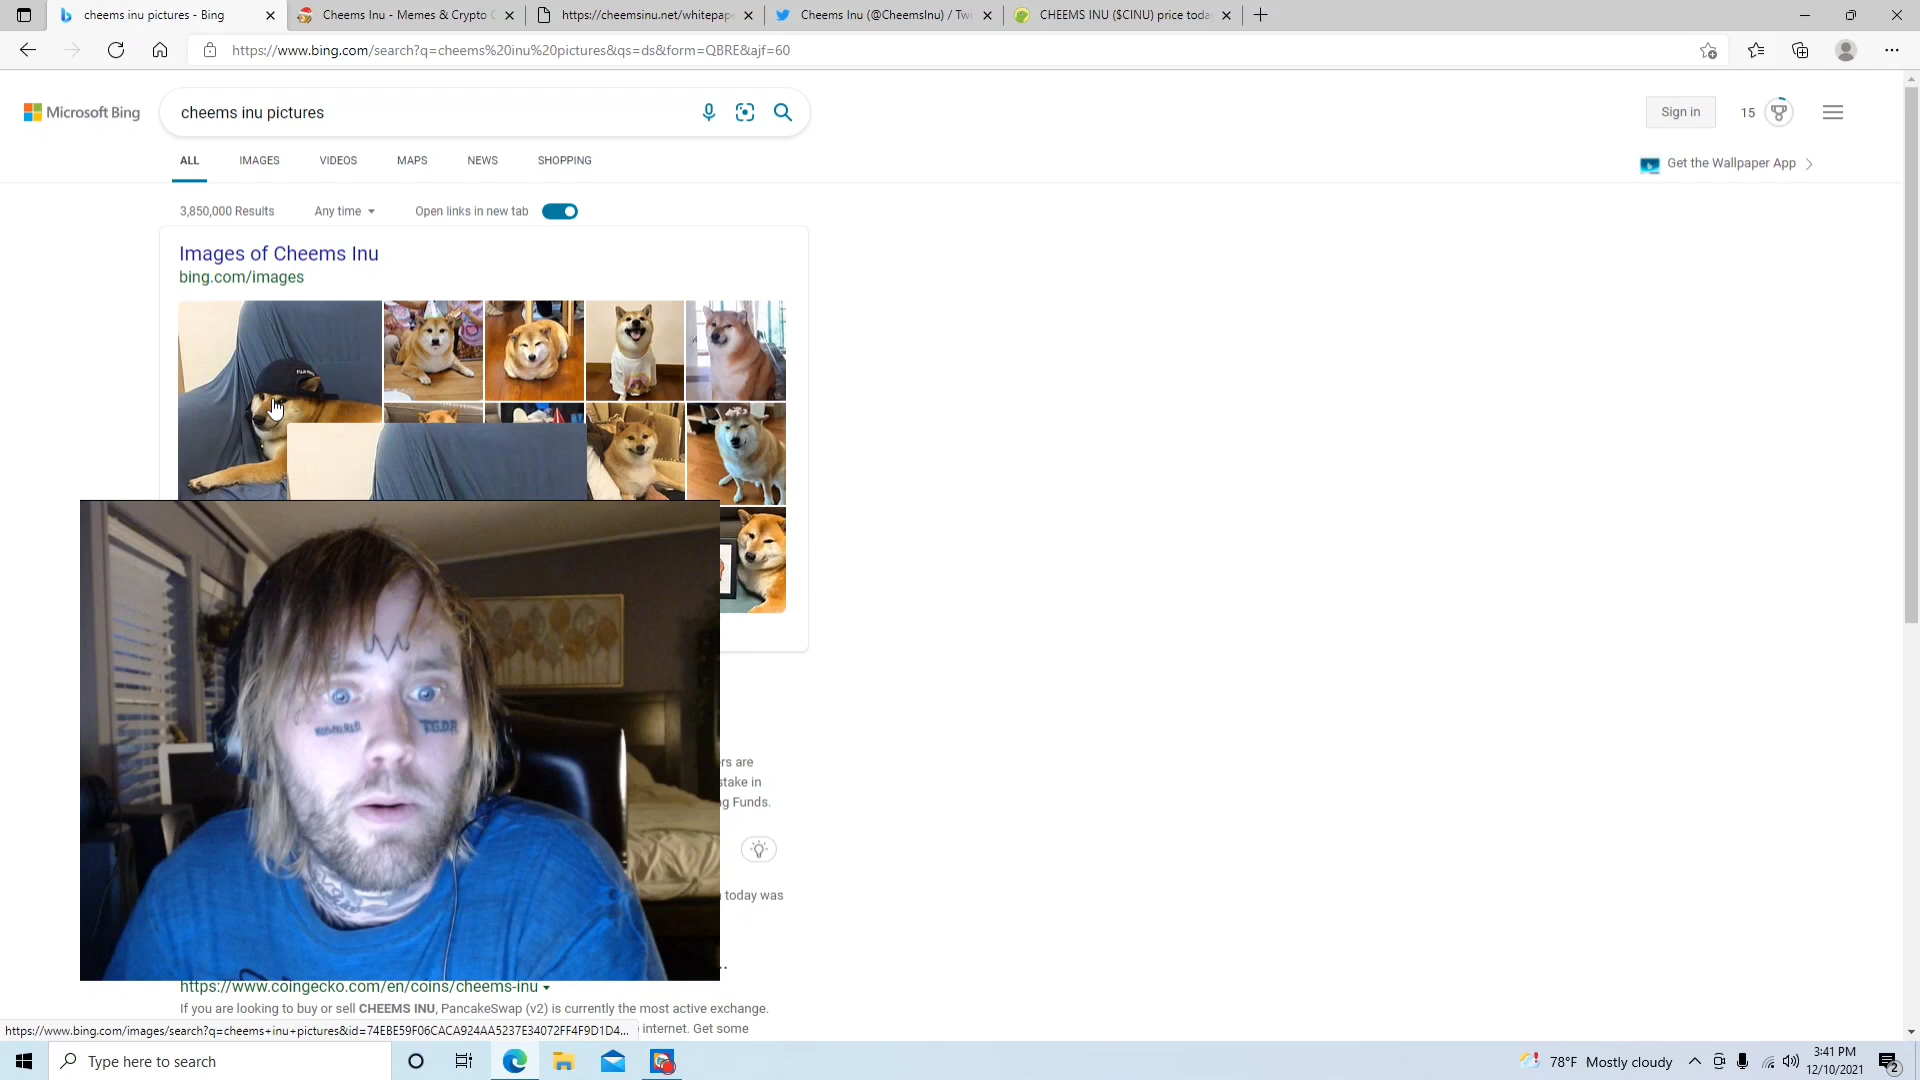 cheems inu pictures - Bing
Cheems Inu - Memes & Crypto
https://cheemsinu.net/whitepape
Cheems Inu (@CheemsInu) / Twi
CHEEMS INU ($CINU) price toda
https://www.bing.com/search?q=cheems%20inu%20pictures&qs=ds&form=QBRE&ajf=60
Microsoft Bing
cheems inu pictures
Sign in
15
ALL
IMAGES
VIDEOS
MAPS
NEWS
SHOPPING
Get the Wallpaper App
3,850,000 Results
Any time
Open links in new tab
Images of Cheems Inu
bing.com/images
rs are
stake in
g Funds.
today was
https://www.coingecko.com/en/coins/cheems-inu
If you are looking to buy or sell CHEEMS INU, PancakeSwap (v2) is currently the most active exchange.
https://www.bing.com/images/search?q=cheems+inu+pictures&id=74EBE59F06CACA924AA5237E34072FF4F9D1D4...
internet. Get some
Type here to search
78°F Mostly cloudy
3:41 PM
12/10/2021
2